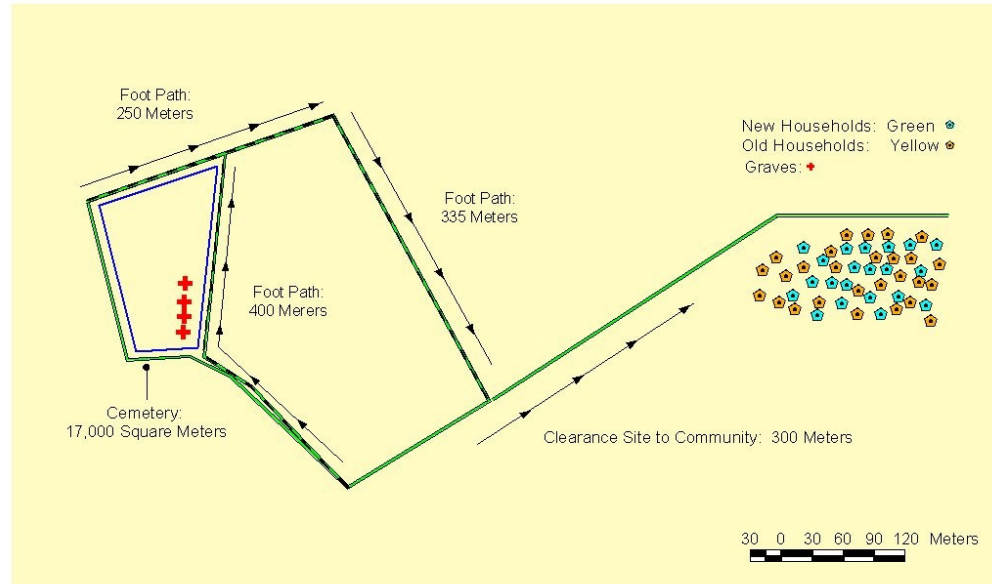 Foot Path:
250 Meters
New Households: Green
Old Households: Yellow
Graves:
Foot Path:
335 Meters
Foot Path:
400 Merers
Cemetery:
17,000 Square Meters
Clearance Site to Community: 300 Meters
30 0 30 60 90 120 Meters